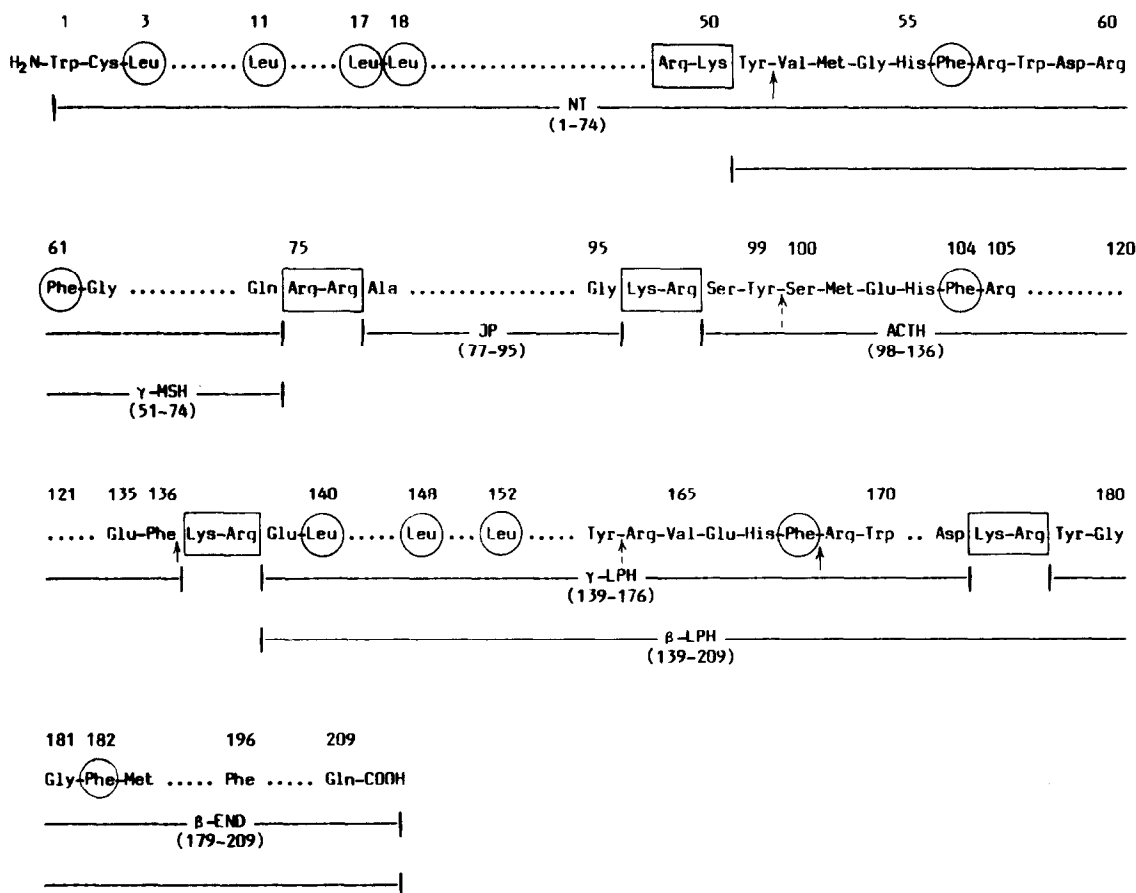 1 3 11 17 18 50 55 60
H₂N-Trp-Cys-Leu ...... Leu ...... Leu-Leu ........................ Arg-Lys Tyr-Val-Met-Gly-His-Phe-Arg-Trp-Asp-Arg
NT
(1-74)
61 75 95 99 100 104 105 120
Phe-Gly .......... Gln Arg-Arg Ala .................. Gly Lys-Arg Ser-Tyr-Ser-Met-Glu-His-Phe-Arg ..........
JP ACTH
(77-95) (98-136)
γ-MSH
(51-74)
121 135 136 140 148 152 165 170 180
..... Glu-Phe Lys-Arg Glu-Leu ..... Leu ..... Leu ...... Tyr-Arg-Val-Glu-His-Phe-Arg-Trp .. Asp Lys-Arg Tyr-Gly
γ-LPH
(139-176)
β-LPH
(139-209)
181 182 196 209
Gly-Phe-Met ..... Phe ..... Gln-COOH
β-END
(179-209)